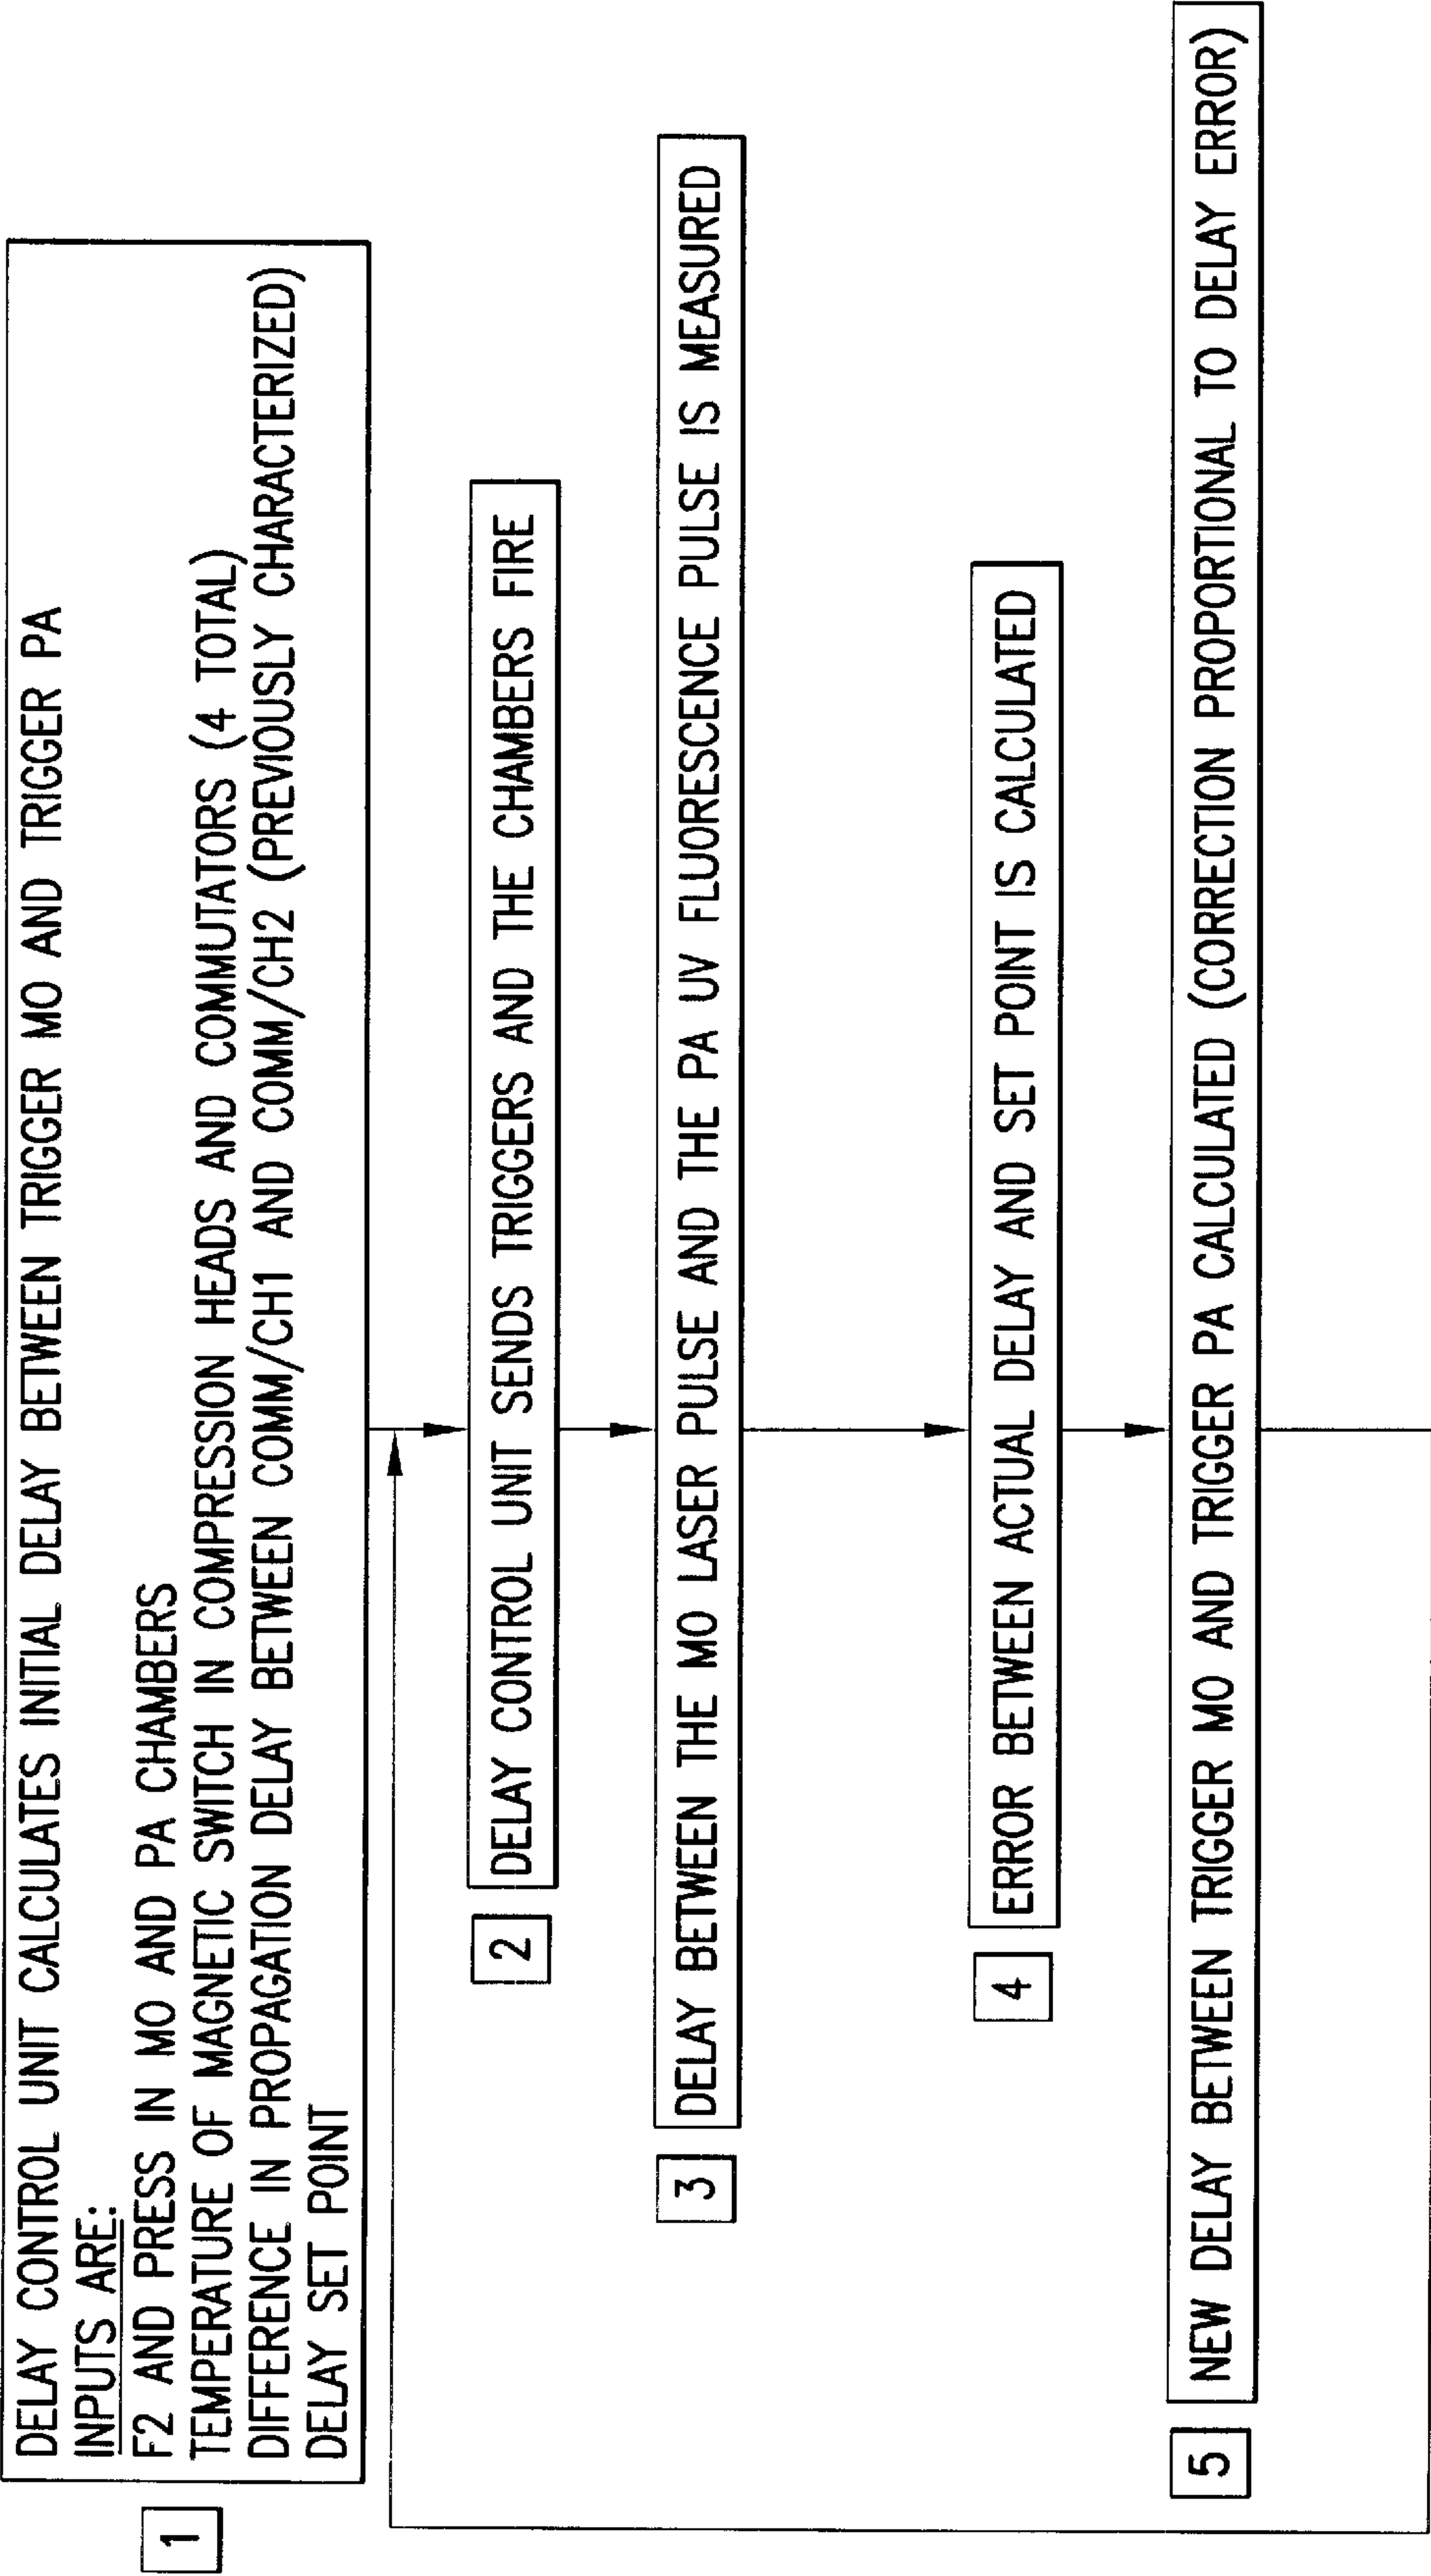 1
DELAY CONTROL UNIT CALCULATES INITIAL DELAY BETWEEN TRIGGER MO AND TRIGGER PA
INPUTS ARE:
F2 AND PRESS IN MO AND PA CHAMBERS
TEMPERATURE OF MAGNETIC SWITCH IN COMPRESSION HEADS AND COMMUTATORS (4 TOTAL)
DIFFERENCE IN PROPAGATION DELAY BETWEEN COMM/CH1 AND COMM/CH2 (PREVIOUSLY CHARACTERIZED)
DELAY SET POINT
2
DELAY CONTROL UNIT SENDS TRIGGERS AND THE CHAMBERS FIRE
3
DELAY BETWEEN THE MO LASER PULSE AND THE PA UV FLUORESCENCE PULSE IS MEASURED
4
ERROR BETWEEN ACTUAL DELAY AND SET POINT IS CALCULATED
5
NEW DELAY BETWEEN TRIGGER MO AND TRIGGER PA CALCULATED (CORRECTION PROPORTIONAL TO DELAY ERROR)